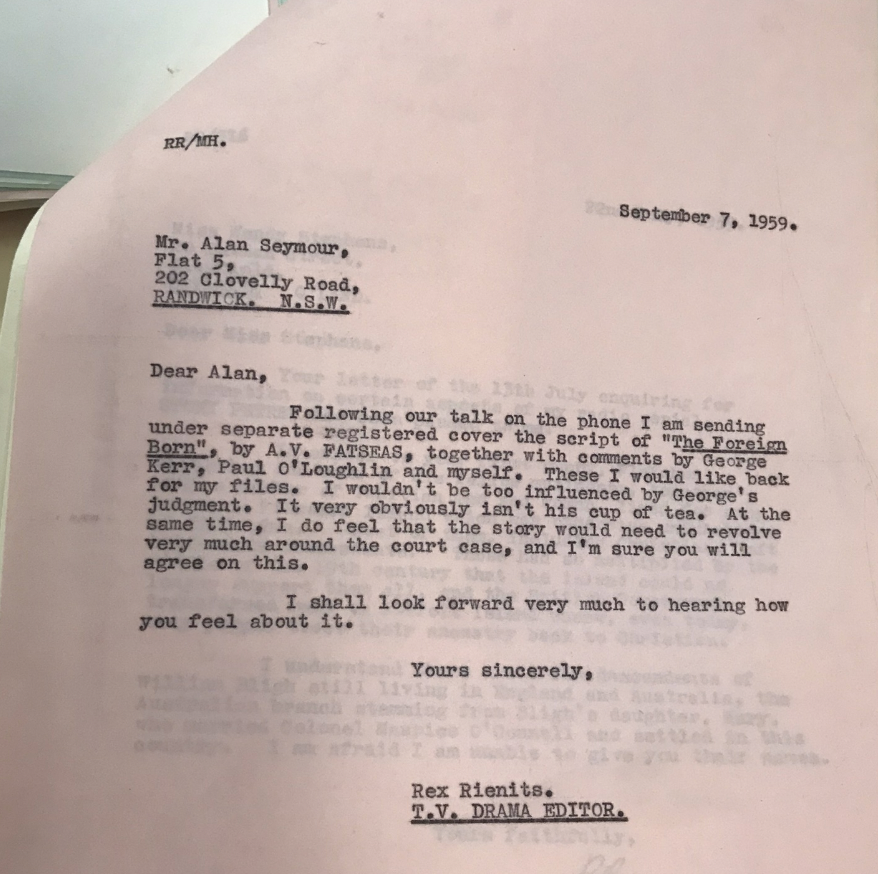 RR/MH.
September 7, 1959.
Mr. Alan Seymour,
Flat 5,
202 Clovelly Road,
RANDWICK. N.S.W.
Dear Alan,
Following our talk on the phone I am sending
under separate registered cover the script of "The Foreign
Born", by A.V. FATSEAS, together with comments by George
Kerr, Paul O'Loughlin and myself. These I would like back
for my files. I wouldn't be too influenced by George's
judgment. It very obviously isn't his cup of tea. At the
same time, I do feel that the story would need to revolve
very much around the court case, and I'm sure you will
agree on this.
I shall look forward very much to hearing how
you feel about it.
Yours sincerely,
Rex Rienits.
T.V. DRAMA EDITOR.